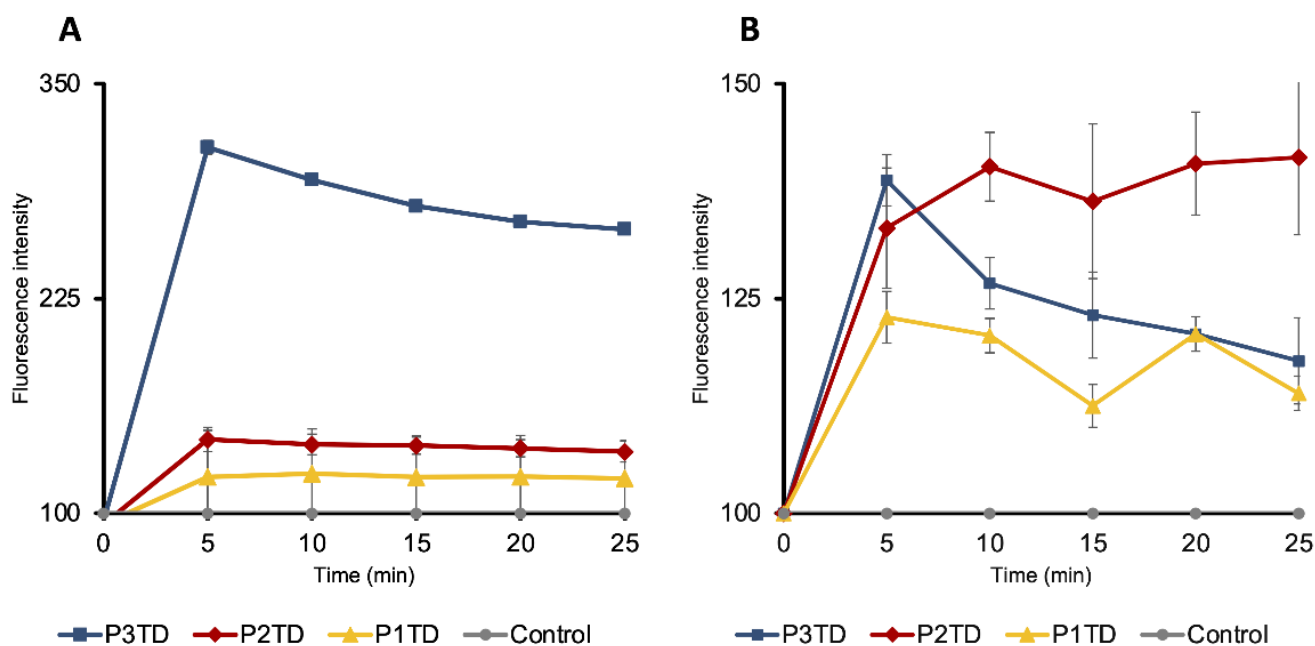 A
350
225
100
Fluorescence intensity
0 5 10 15 20 25
Time (min)
P3TD P2TD P1TD Control
B
150
125
100
Fluorescence intensity
0 5 10 15 20 25
Time (min)
P3TD P2TD P1TD Control